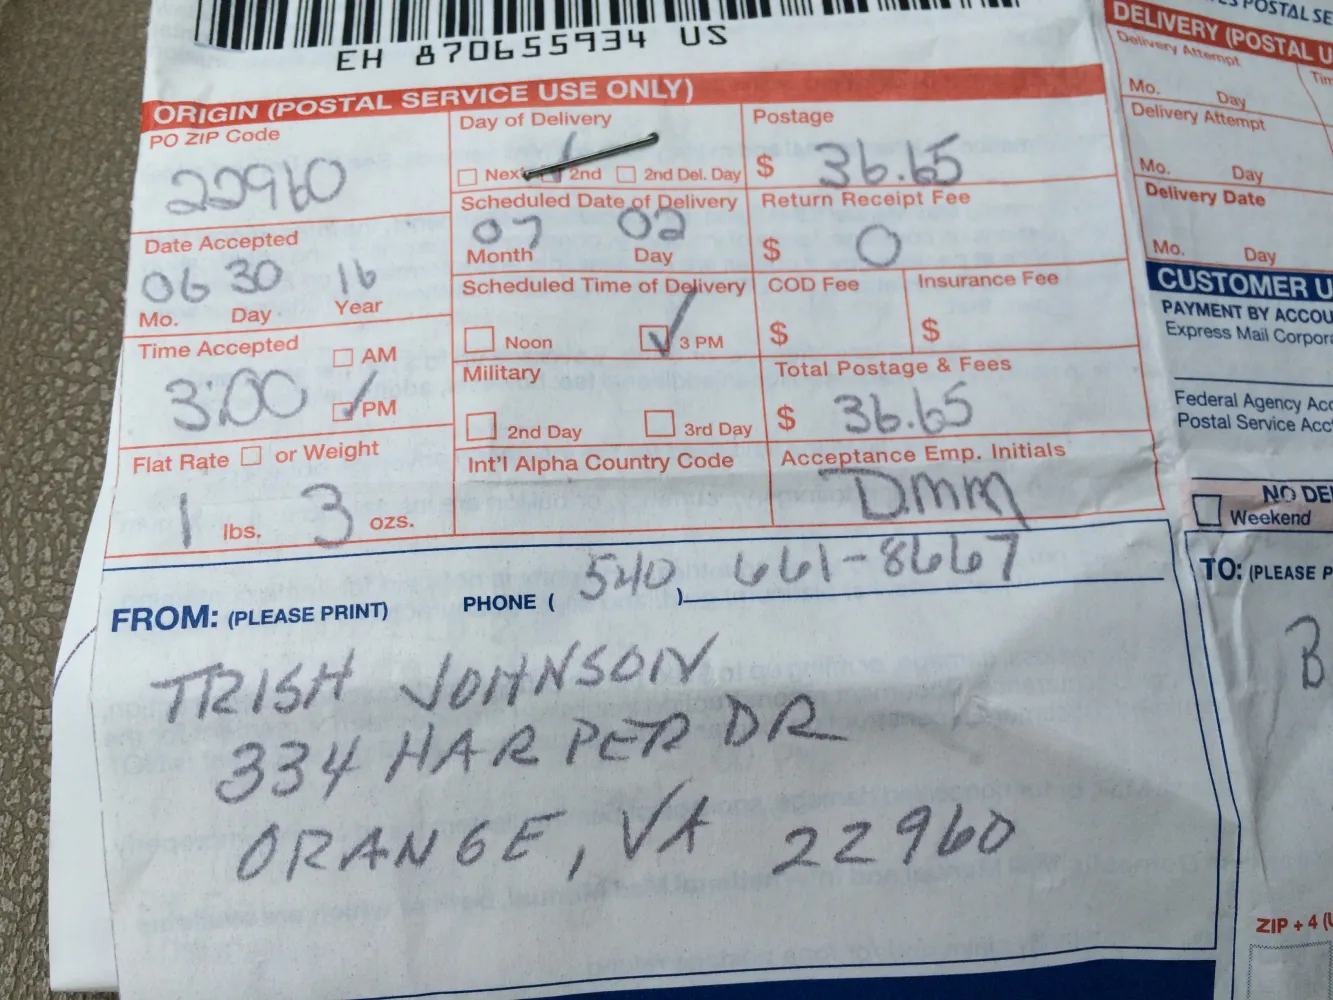 EH 870655934 US
ORIGIN (POSTAL SERVICE USE ONLY)
PO ZIP Code
22960
Day of Delivery
Next 2nd 2nd Del. Day
Postage
$ 36.65
Date Accepted
06 30 16
Mo. Day Year
Scheduled Date of Delivery
07 02
Month Day
Return Receipt Fee
$ 0
Time Accepted
AM
3:00 PM
Scheduled Time of Delivery
Noon 3 PM
COD Fee
$
Insurance Fee
$
Military
2nd Day 3rd Day
Total Postage & Fees
$ 36.65
Flat Rate or Weight
1 lbs. 3 ozs.
Int'l Alpha Country Code
Acceptance Emp. Initials
D.mm
FROM: (PLEASE PRINT) PHONE ( 540 ) 661-8667
TRISH JOHNSON
334 HARPER DR
ORANGE, VA 22960
POSTAL SE
DELIVERY (POSTAL U
Delivery Attempt
Mo. Day
Delivery Attempt
Mo. Day
Delivery Date
Mo. Day
CUSTOMER U
PAYMENT BY ACCOU
Express Mail Corpora
Federal Agency Acc
Postal Service Acc
NO DE
Weekend
TO: (PLEASE P
B
ZIP + 4 (U